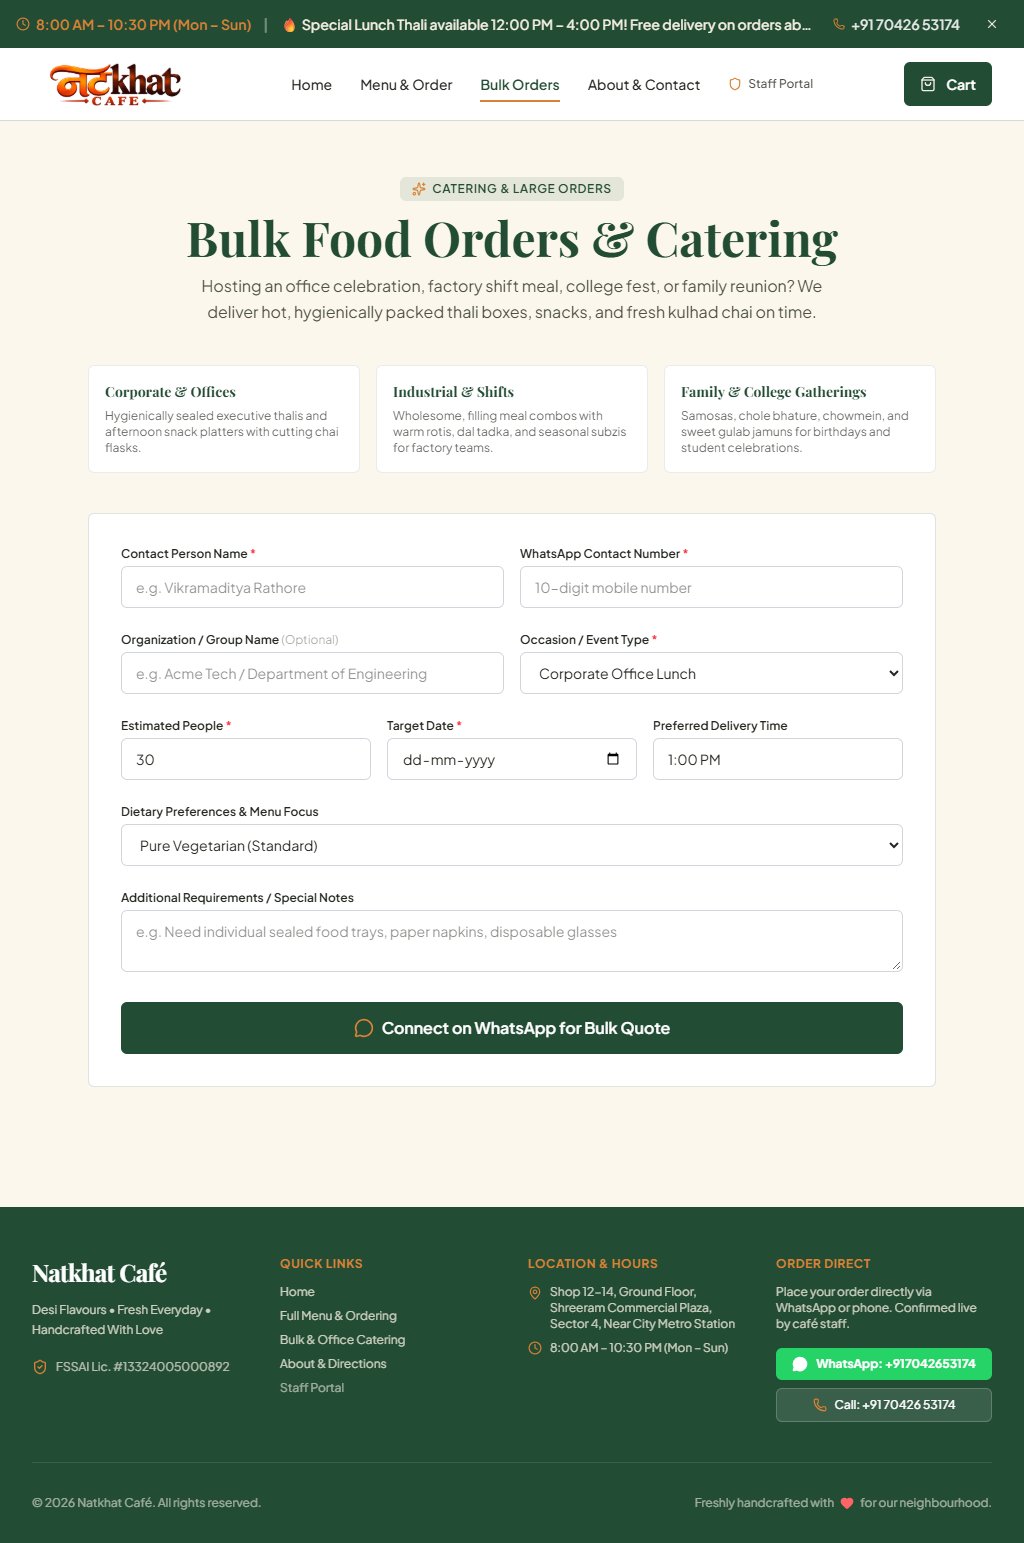 8:00 AM – 10:30 PM (Mon – Sun) | 🔥 Special Lunch Thali available 12:00 PM – 4:00 PM! Free delivery on orders ab... +91 70426 53174 ×
नटkhat
CAFE
Home Menu & Order Bulk Orders About & Contact Staff Portal Cart
CATERING & LARGE ORDERS
Bulk Food Orders & Catering
Hosting an office celebration, factory shift meal, college fest, or family reunion? We
deliver hot, hygienically packed thali boxes, snacks, and fresh kulhad chai on time.
Corporate & Offices
Hygienically sealed executive thalis and
afternoon snack platters with cutting chai
flasks.
Industrial & Shifts
Wholesome, filling meal combos with
warm rotis, dal tadka, and seasonal subzis
for factory teams.
Family & College Gatherings
Samosas, chole bhature, chowmein, and
sweet gulab jamuns for birthdays and
student celebrations.
Contact Person Name *
e.g. Vikramaditya Rathore
WhatsApp Contact Number *
10-digit mobile number
Organization / Group Name (Optional)
e.g. Acme Tech / Department of Engineering
Occasion / Event Type *
Corporate Office Lunch
Estimated People *
30
Target Date *
dd-mm-yyyy
Preferred Delivery Time
1:00 PM
Dietary Preferences & Menu Focus
Pure Vegetarian (Standard)
Additional Requirements / Special Notes
e.g. Need individual sealed food trays, paper napkins, disposable glasses
Connect on WhatsApp for Bulk Quote
Natkhat Café
Desi Flavours • Fresh Everyday •
Handcrafted With Love
FSSAI Lic. #13324005000892
QUICK LINKS
Home
Full Menu & Ordering
Bulk & Office Catering
About & Directions
Staff Portal
LOCATION & HOURS
Shop 12-14, Ground Floor,
Shreeram Commercial Plaza,
Sector 4, Near City Metro Station
8:00 AM – 10:30 PM (Mon – Sun)
ORDER DIRECT
Place your order directly via
WhatsApp or phone. Confirmed live
by café staff.
WhatsApp: +917042653174
Call: +91 70426 53174
© 2026 Natkhat Café. All rights reserved.
Freshly handcrafted with ❤ for our neighbourhood.